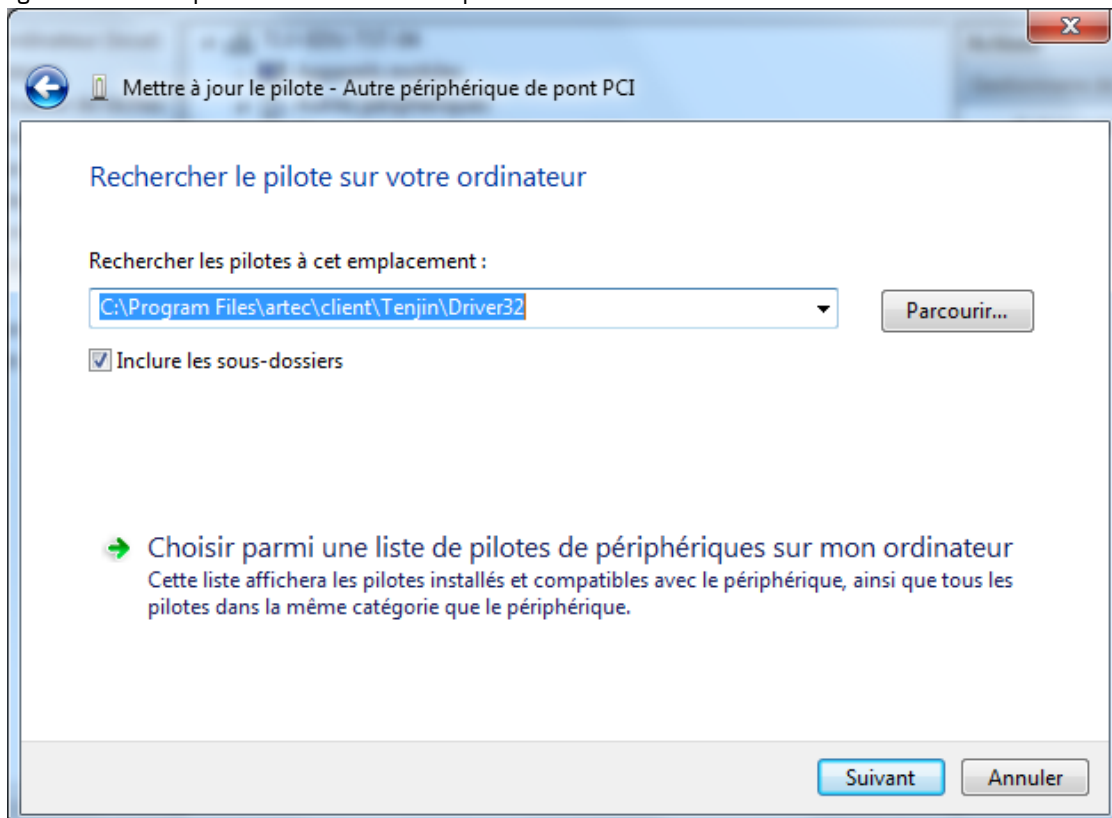 Mettre à jour le pilote - Autre périphérique de pont PCI
Rechercher le pilote sur votre ordinateur
Rechercher les pilotes à cet emplacement :
C:\Program Files\artec\client\Tenjin\Driver32
Parcourir...
Inclure les sous-dossiers
Choisir parmi une liste de pilotes de périphériques sur mon ordinateur
Cette liste affichera les pilotes installés et compatibles avec le périphérique, ainsi que tous les
pilotes dans la même catégorie que le périphérique.
Suivant
Annuler